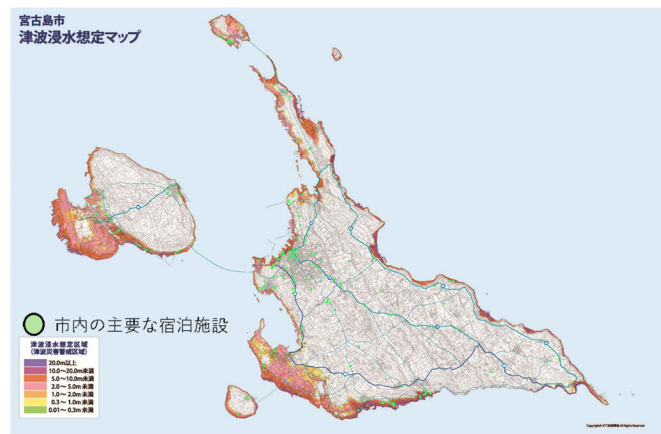 宮古島市
津波浸水想定マップ
市内の主要な宿泊施設
津波浸水想定区域
(津波災害警戒区域)
20.0m以上
10.0～20.0m未満
5.0～10.0m未満
2.0～ 5.0m未満
1.0～ 2.0m未満
0.3～ 1.0m未満
0.01～ 0.3m未満